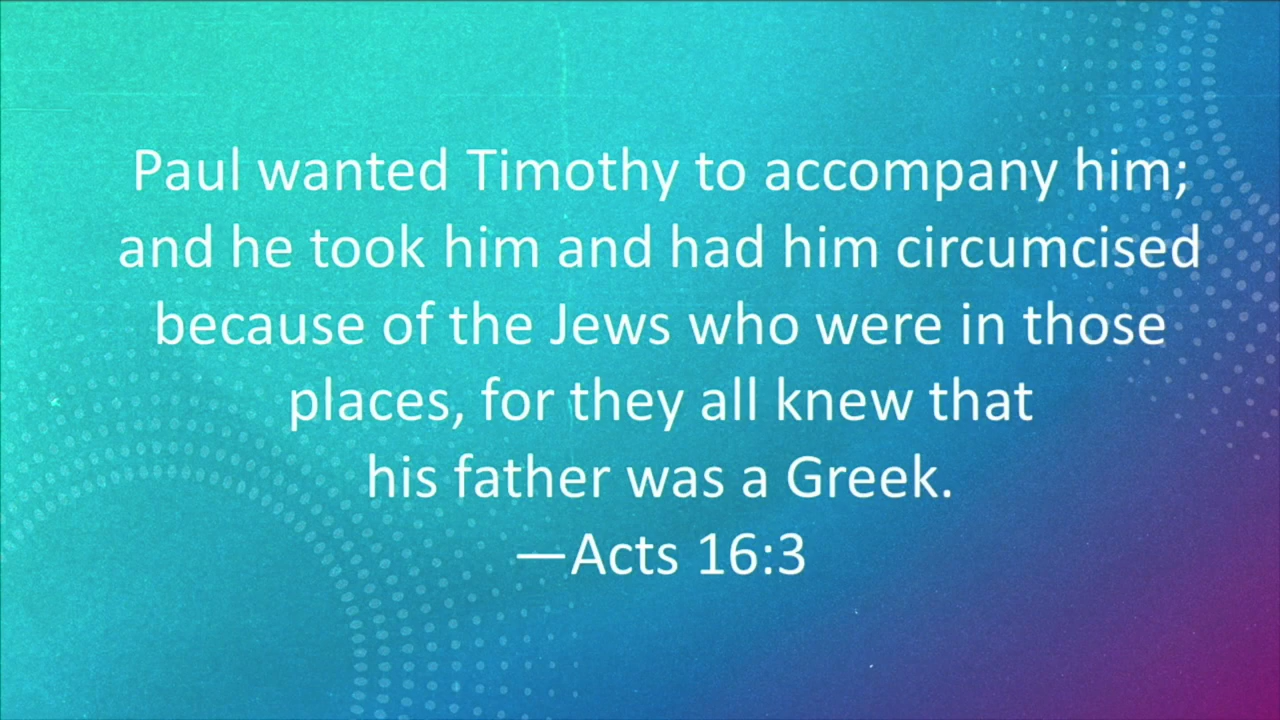 Paul wanted Timothy to accompany him;
and he took him and had him circumcised
because of the Jews who were in those
places, for they all knew that
his father was a Greek.
—Acts 16:3